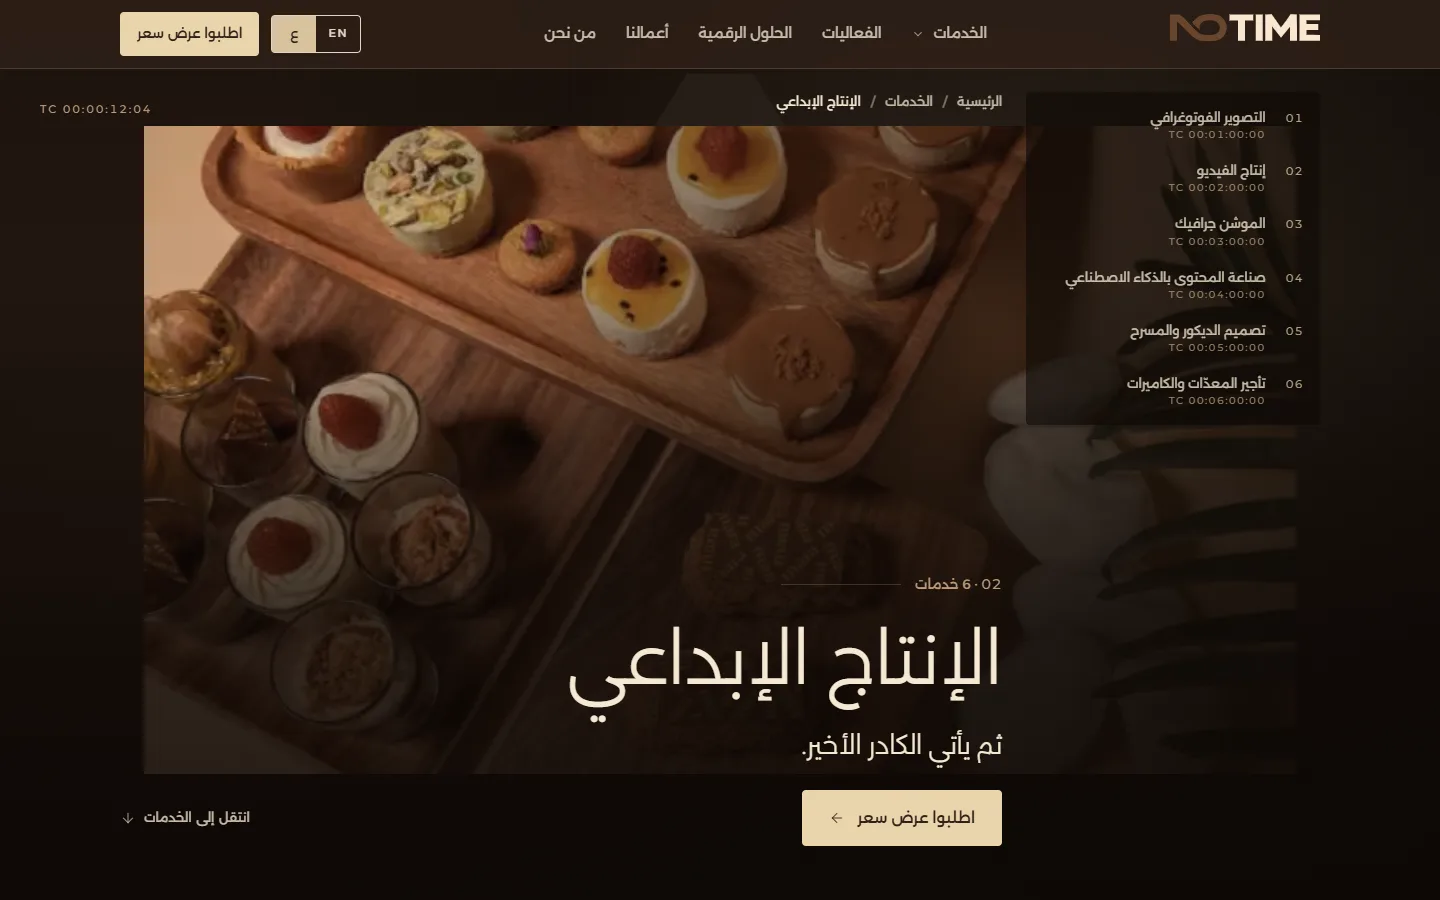 NOTIME
الخدمات
الفعاليات
الحلول الرقمية
أعمالنا
من نحن
EN
ع
اطلبوا عرض سعر
TC 00:00:12:04
الرئيسية / الخدمات / الإنتاج الإبداعي
01 التصوير الفوتوغرافي
TC 00:01:00:00
02 إنتاج الفيديو
TC 00:02:00:00
03 الموشن جرافيك
TC 00:03:00:00
04 صناعة المحتوى بالذكاء الاصطناعي
TC 00:04:00:00
05 تصميم الديكور والمسرح
TC 00:05:00:00
06 تأجير المعدّات والكاميرات
TC 00:06:00:00
02 · 6 خدمات
الإنتاج الإبداعي
ثم يأتي الكادر الأخير.
اطلبوا عرض سعر
انتقل إلى الخدمات